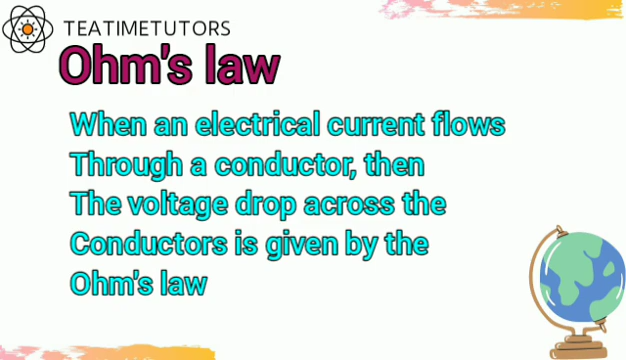 TEATIMETUTORS
Ohm's law
When an electrical current flows
Through a conductor, then
The voltage drop across the
Conductors is given by the
Ohm's law